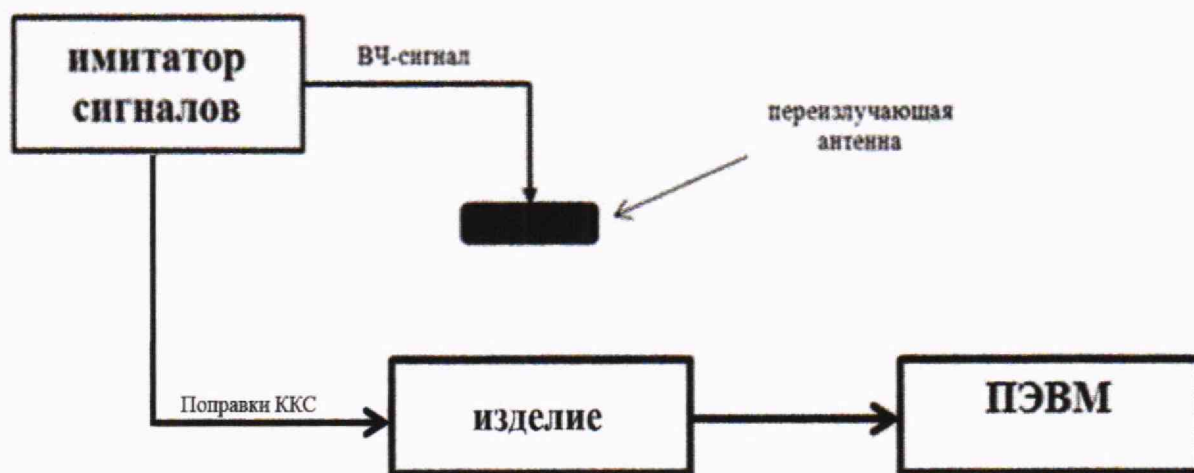 имитатор
сигналов
ВЧ-сигнал
переизлучающая
антенна
Поправки ККС
изделие
ПЭВМ